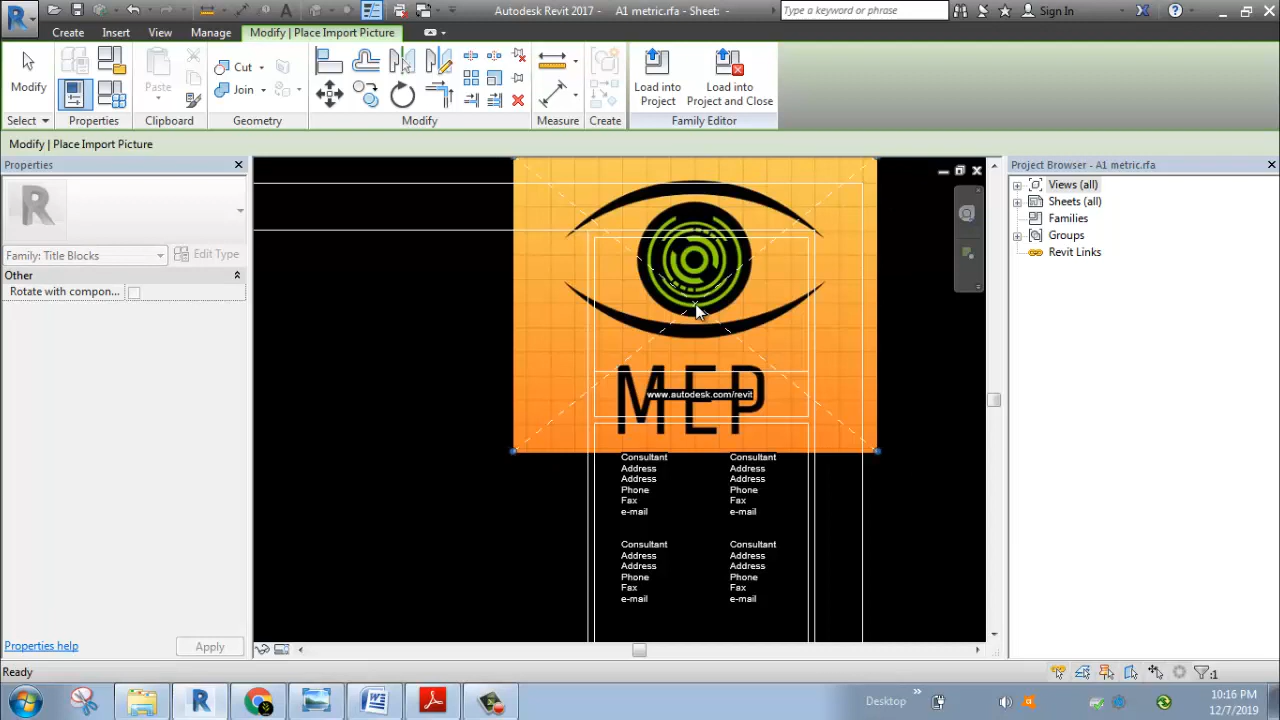 Autodesk Revit 2017 - A1 metric.rfa - Sheet:
Type a keyword or phrase
Sign In
Create Insert View Manage Modify | Place Import Picture
Modify
Paste
Cut
Join
Load into Project
Load into Project and Close
Select Properties Clipboard Geometry Modify Measure Create Family Editor
Modify | Place Import Picture
Properties
Family: Title Blocks
Edit Type
Other
Rotate with compon...
Properties help
Apply
MEP
www.autodesk.com/revit
Consultant Consultant
Address Address
Address Address
Phone Phone
Fax Fax
e-mail e-mail
Consultant Consultant
Address Address
Address Address
Phone Phone
Fax Fax
e-mail e-mail
Project Browser - A1 metric.rfa
Views (all)
Sheets (all)
Families
Groups
Revit Links
Ready
:1
Desktop
10:16 PM
12/7/2019